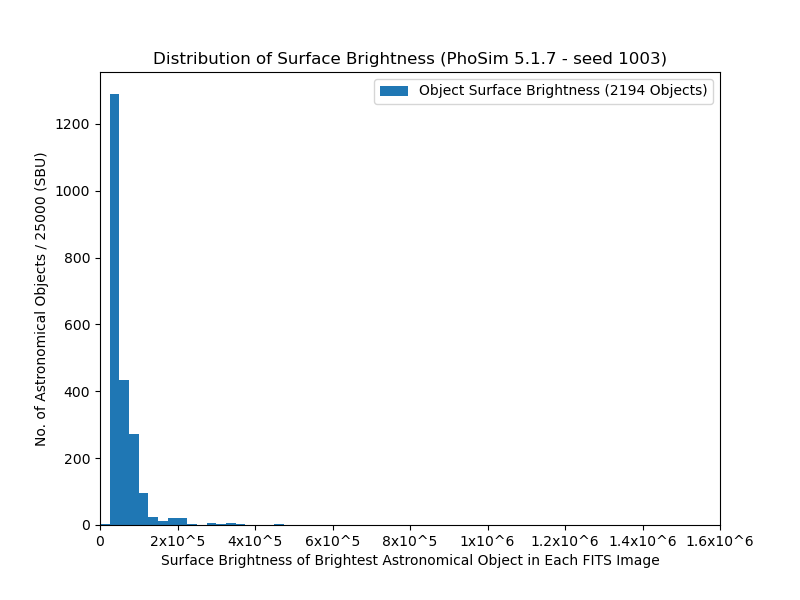 Distribution of Surface Brightness (PhoSim 5.1.7 - seed 1003)
Object Surface Brightness (2194 Objects)
No. of Astronomical Objects / 25000 (SBU)
1200
1000
800
600
400
200
0
0 2x10^5 4x10^5 6x10^5 8x10^5 1x10^6 1.2x10^6 1.4x10^6 1.6x10^6
Surface Brightness of Brightest Astronomical Object in Each FITS Image